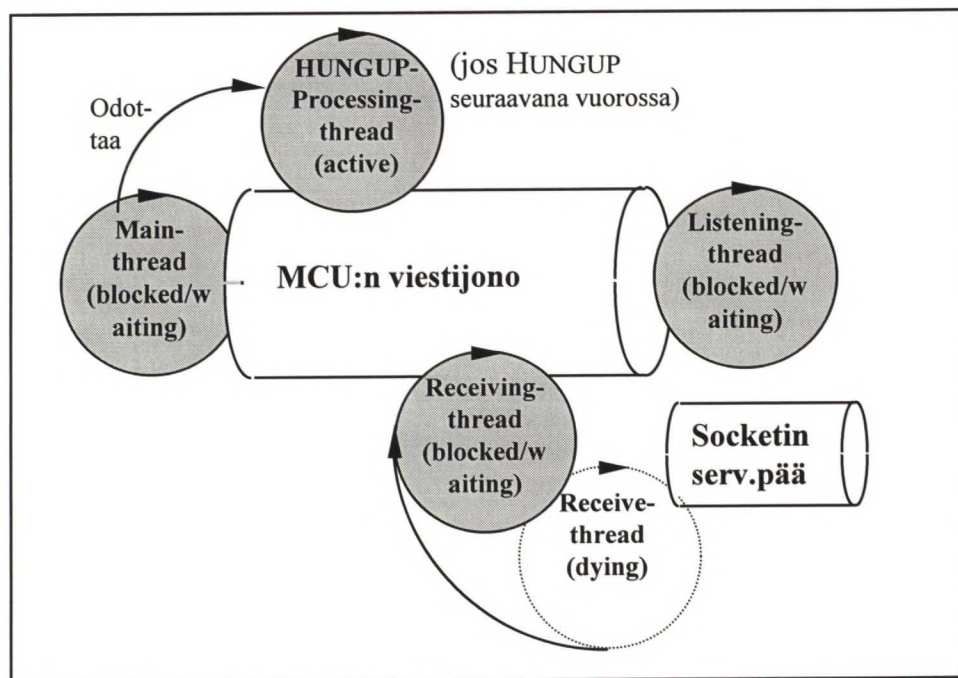 HUNGUP-
Processing-
thread
(active)
(jos HUNGUP
seuraavana vuorossa)
Odot-
taa
Main-
thread
(blocked/w
aiting)
MCU:n viestijono
Listening-
thread
(blocked/w
aiting)
Receiving-
thread
(blocked/w
aiting)
Socketin
serv.pää
Receive-
thread
(dying)